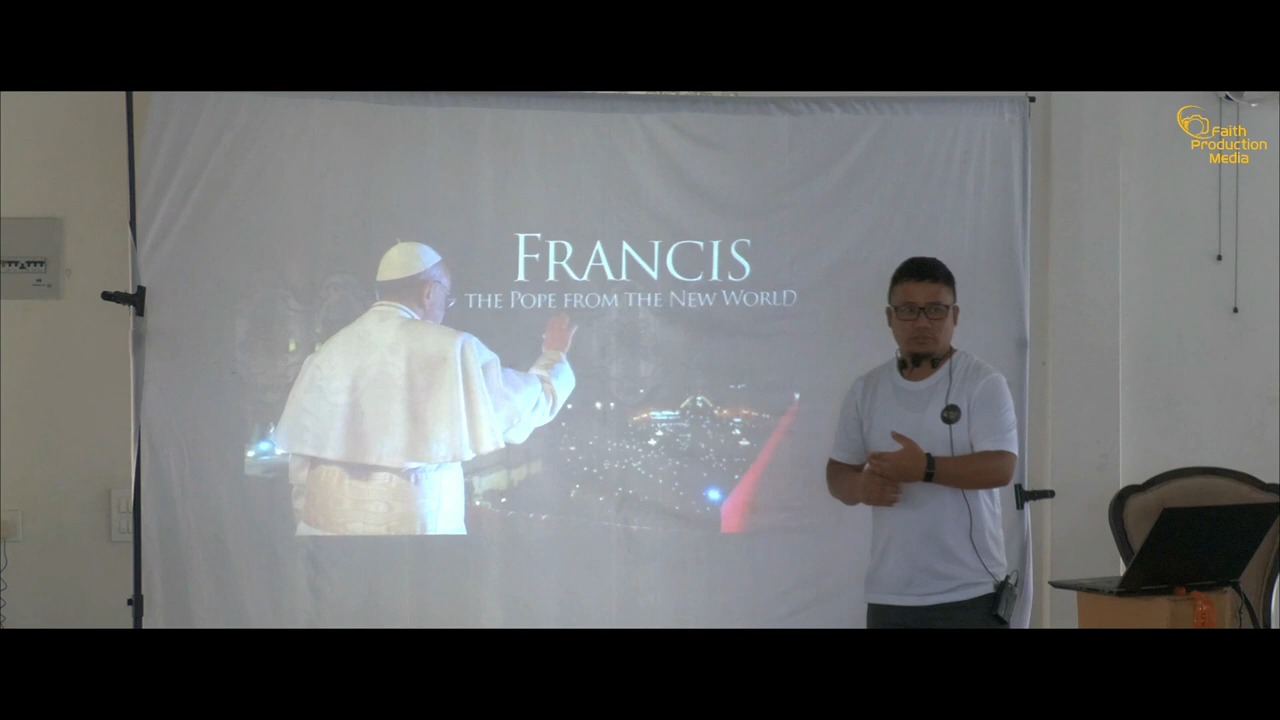 Faith
Production
Media
FRANCIS
THE POPE FROM THE NEW WORLD